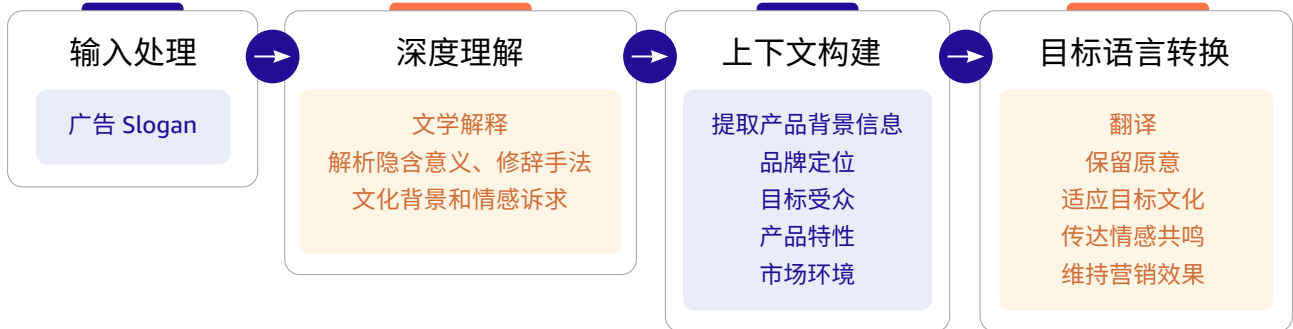 输入处理
广告 Slogan
深度理解
文学解释
解析隐含意义、修辞手法
文化背景和情感诉求
上下文构建
提取产品背景信息
品牌定位
目标受众
产品特性
市场环境
目标语言转换
翻译
保留原意
适应目标文化
传达情感共鸣
维持营销效果